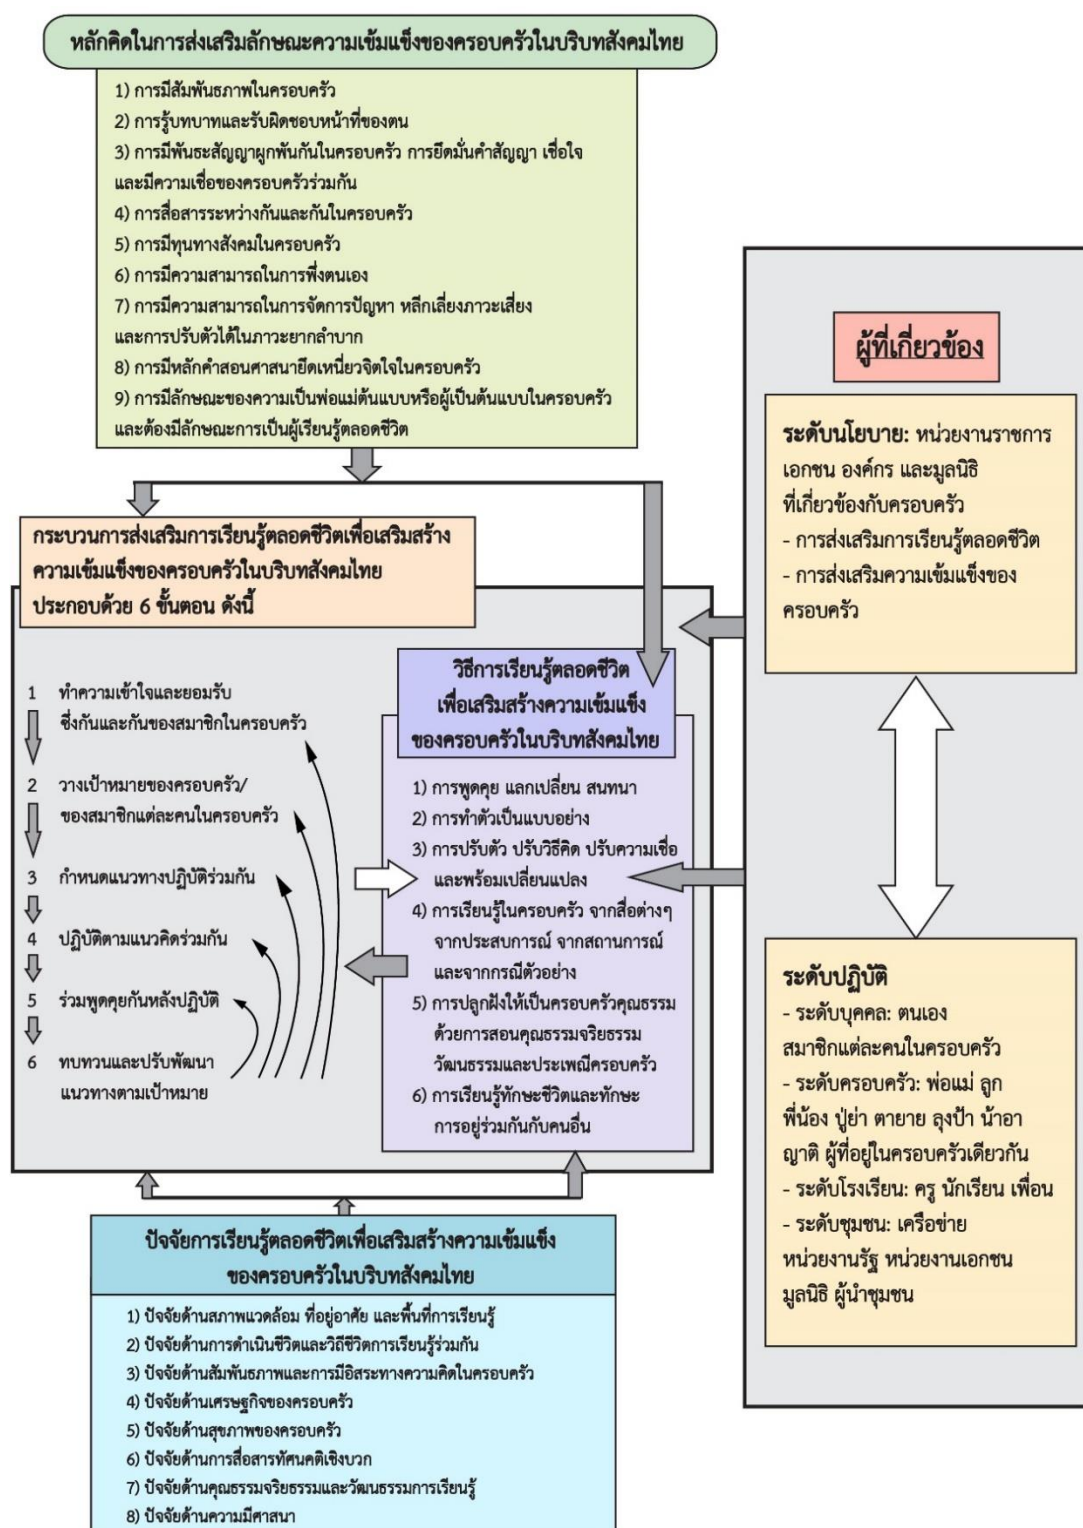 หลักคิดในการส่งเสริมลักษณะความเข้มแข็งของครอบครัวในบริบทสังคมไทย
1) การมีสัมพันธภาพในครอบครัว
2) การรู้บทบาทและรับผิดชอบหน้าที่ของตน
3) การมีพันธะสัญญาผูกพันกันในครอบครัว การยึดมั่นคำสัญญา เชื่อใจ
และมีความเชื่อของครอบครัวร่วมกัน
4) การสื่อสารระหว่างกันและกันในครอบครัว
5) การมีทุนทางสังคมในครอบครัว
6) การมีความสามารถในการพึ่งตนเอง
7) การมีความสามารถในการจัดการปัญหา หลีกเลี่ยงภาวะเสี่ยง
และการปรับตัวได้ในภาวะยากลำบาก
8) การมีหลักคำสอนศาสนายึดเหนี่ยวจิตใจในครอบครัว
9) การมีลักษณะของความเป็นพ่อแม่ต้นแบบหรือผู้เป็นต้นแบบในครอบครัว
และต้องมีลักษณะการเป็นผู้เรียนรู้ตลอดชีวิต
กระบวนการส่งเสริมการเรียนรู้ตลอดชีวิตเพื่อเสริมสร้าง
ความเข้มแข็งของครอบครัวในบริบทสังคมไทย
ประกอบด้วย 6 ขั้นตอน ดังนี้
1 ทำความเข้าใจและยอมรับ
ซึ่งกันและกันของสมาชิกในครอบครัว
2 วางเป้าหมายของครอบครัว/
ของสมาชิกแต่ละคนในครอบครัว
3 กำหนดแนวทางปฏิบัติร่วมกัน
4 ปฏิบัติตามแนวคิดร่วมกัน
5 ร่วมพูดคุยกันหลังปฏิบัติ
6 ทบทวนและปรับพัฒนา
แนวทางตามเป้าหมาย
วิธีการเรียนรู้ตลอดชีวิต
เพื่อเสริมสร้างความเข้มแข็ง
ของครอบครัวในบริบทสังคมไทย
1) การพูดคุย แลกเปลี่ยน สนทนา
2) การทำตัวเป็นแบบอย่าง
3) การปรับตัว ปรับวิธีคิด ปรับความเชื่อ
และพร้อมเปลี่ยนแปลง
4) การเรียนรู้ในครอบครัว จากสื่อต่างๆ
จากประสบการณ์ จากสถานการณ์
และจากกรณีตัวอย่าง
5) การปลูกฝังให้เป็นครอบครัวคุณธรรม
ด้วยการสอนคุณธรรมจริยธรรม
วัฒนธรรมและประเพณีครอบครัว
6) การเรียนรู้ทักษะชีวิตและทักษะ
การอยู่ร่วมกันกับคนอื่น
ผู้ที่เกี่ยวข้อง
ระดับนโยบาย: หน่วยงานราชการ
เอกชน องค์กร และมูลนิธิ
ที่เกี่ยวข้องกับครอบครัว
- การส่งเสริมการเรียนรู้ตลอดชีวิต
- การส่งเสริมความเข้มแข็งของ
ครอบครัว
ระดับปฏิบัติ
- ระดับบุคคล: ตนเอง
สมาชิกแต่ละคนในครอบครัว
- ระดับครอบครัว: พ่อแม่ ลูก
พี่น้อง ปู่ย่า ตายาย ลุงป้า น้าอา
ญาติ ผู้ที่อยู่ในครอบครัวเดียวกัน
- ระดับโรงเรียน: ครู นักเรียน เพื่อน
- ระดับชุมชน: เครือข่าย
หน่วยงานรัฐ หน่วยงานเอกชน
มูลนิธิ ผู้นำชุมชน
ปัจจัยการเรียนรู้ตลอดชีวิตเพื่อเสริมสร้างความเข้มแข็ง
ของครอบครัวในบริบทสังคมไทย
1) ปัจจัยด้านสภาพแวดล้อม ที่อยู่อาศัย และพื้นที่การเรียนรู้
2) ปัจจัยด้านการดำเนินชีวิตและวิถีชีวิตการเรียนรู้ร่วมกัน
3) ปัจจัยด้านสัมพันธภาพและการมีอิสระทางความคิดในครอบครัว
4) ปัจจัยด้านเศรษฐกิจของครอบครัว
5) ปัจจัยด้านสุขภาพของครอบครัว
6) ปัจจัยด้านการสื่อสารทัศนคติเชิงบวก
7) ปัจจัยด้านคุณธรรมจริยธรรมและวัฒนธรรมการเรียนรู้
8) ปัจจัยด้านความมีศาสนา